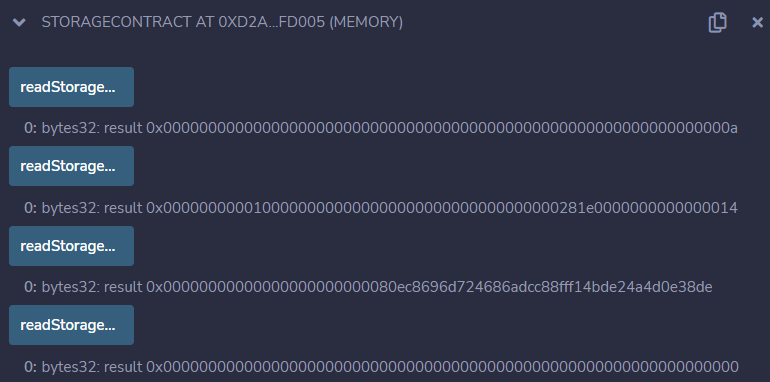 STORAGECONTRACT AT 0XD2A...FD005 (MEMORY)
readStorage...
0: bytes32: result 0x000000000000000000000000000000000000000000000000000000000000000a
readStorage...
0: bytes32: result 0x00000000000100000000000000000000000000000000281e0000000000000014
readStorage...
0: bytes32: result 0x00000000000000000000000080ec8696d724686adcc88fff14bde24a4d0e38de
readStorage...
0: bytes32: result 0x0000000000000000000000000000000000000000000000000000000000000000